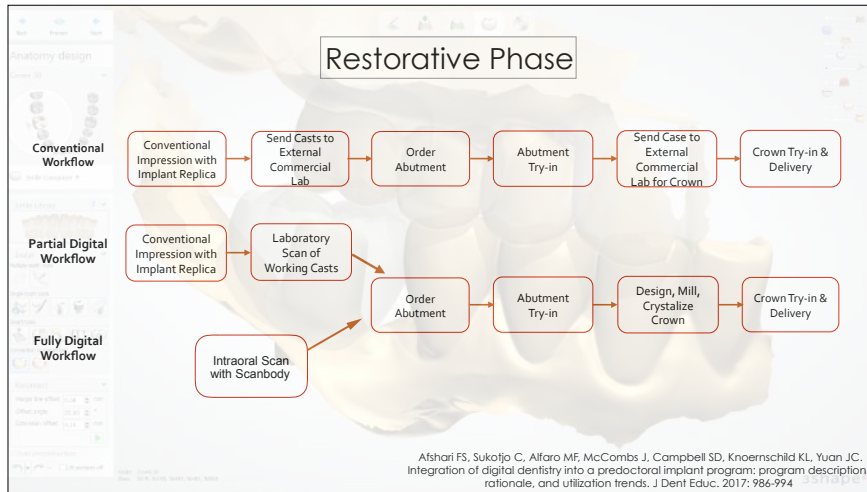 Restorative Phase
Conventional
Workflow
Conventional
Impression with
Implant Replica
Send Casts to
External
Commercial
Lab
Order
Abutment
Abutment
Try-in
Send Case to
External
Commercial
Lab for Crown
Crown Try-in &
Delivery
Partial Digital
Workflow
Conventional
Impression with
Implant Replica
Laboratory
Scan of
Working Casts
Order
Abutment
Abutment
Try-in
Design, Mill,
Crystalize
Crown
Crown Try-in &
Delivery
Fully Digital
Workflow
Intraoral Scan
with Scanbody
Afshari FS, Sukotjo C, Alfaro MF, McCombs J, Campbell SD, Knoernschild KL, Yuan JC.
Integration of digital dentistry into a predoctoral implant program: program description,
rationale, and utilization trends. J Dent Educ. 2017; 986-994
Anatomy design
3shape